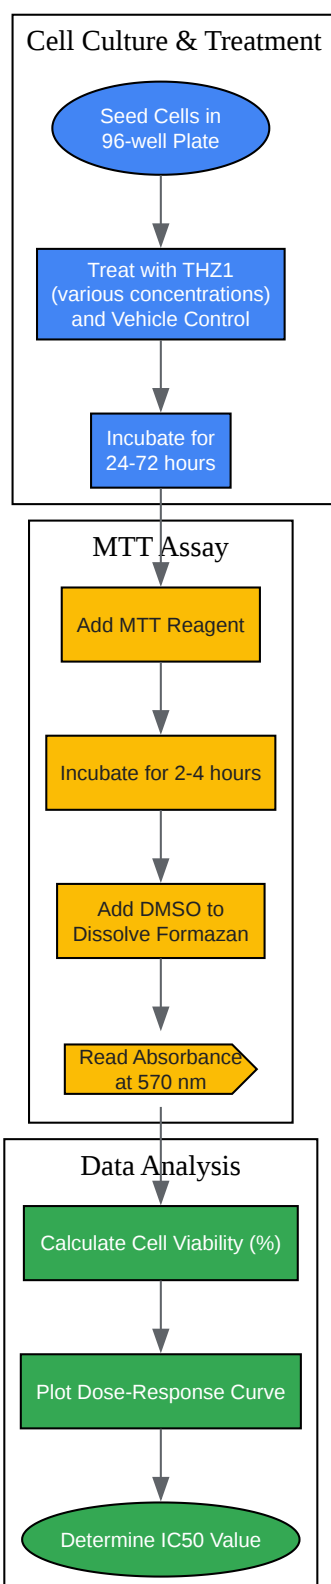 Cell Culture & Treatment
Seed Cells in
96-well Plate
Treat with THZ1
(various concentrations)
and Vehicle Control
Incubate for
24-72 hours
MTT Assay
Add MTT Reagent
Incubate for 2-4 hours
Add DMSO to
Dissolve Formazan
Read Absorbance
at 570 nm
Data Analysis
Calculate Cell Viability (%)
Plot Dose-Response Curve
Determine IC50 Value